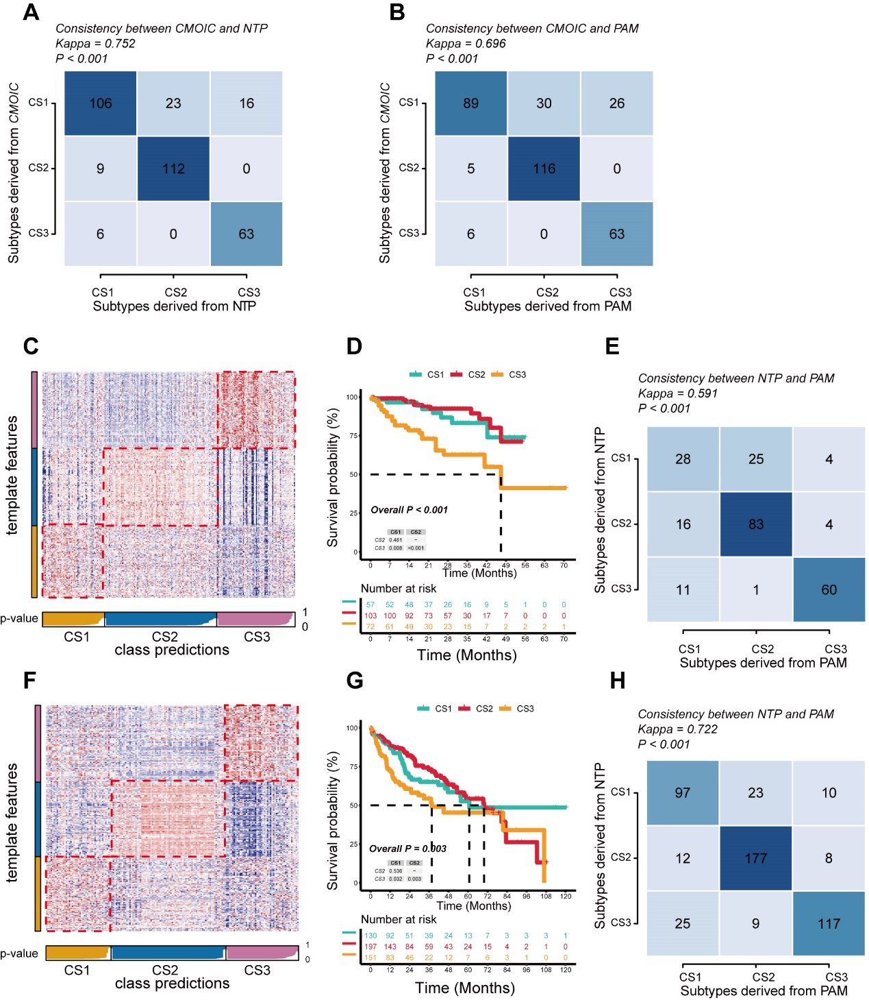 A
Consistency between CMOIC and NTP
Kappa = 0.752
P < 0.001
Subtypes derived from CMOIC
CS1 106 23 16
CS2 9 112 0
CS3 6 0 63
CS1 CS2 CS3
Subtypes derived from NTP
B
Consistency between CMOIC and PAM
Kappa = 0.696
P < 0.001
Subtypes derived from CMOIC
CS1 89 30 26
CS2 5 116 0
CS3 6 0 63
CS1 CS2 CS3
Subtypes derived from PAM
C
template features
p-value
1
0
CS1 CS2 CS3
class predictions
D
CS1 CS2 CS3
Survival probability (%)
100
75
50
25
0
Overall P < 0.001
CS1 CS2
CS2 0.481 –
CS3 0.008 <0.001
0 7 14 21 28 35 42 49 56 63 70
Time (Months)
Number at risk
57 52 48 37 26 16 9 5 1 0 0
103 100 92 73 57 30 17 7 0 0 0
72 61 49 30 23 15 7 2 2 2 1
0 7 14 21 28 35 42 49 56 63 70
Time (Months)
E
Consistency between NTP and PAM
Kappa = 0.591
P < 0.001
Subtypes derived from NTP
CS1 28 25 4
CS2 16 83 4
CS3 11 1 60
CS1 CS2 CS3
Subtypes derived from PAM
F
template features
p-value
1
0
CS1 CS2 CS3
class predictions
G
CS1 CS2 CS3
Survival probability (%)
100
75
50
25
0
Overall P = 0.003
CS1 CS2
CS2 0.536 –
CS3 0.032 0.003
0 12 24 36 48 60 72 84 96 108 120
Time (Months)
Number at risk
130 92 51 39 24 13 7 3 3 3 1
197 143 84 59 43 24 15 4 2 1 0
151 83 46 22 12 7 6 3 1 0 0
0 12 24 36 48 60 72 84 96 108 120
Time (Months)
H
Consistency between NTP and PAM
Kappa = 0.722
P < 0.001
Subtypes derived from NTP
CS1 97 23 10
CS2 12 177 8
CS3 25 9 117
CS1 CS2 CS3
Subtypes derived from PAM